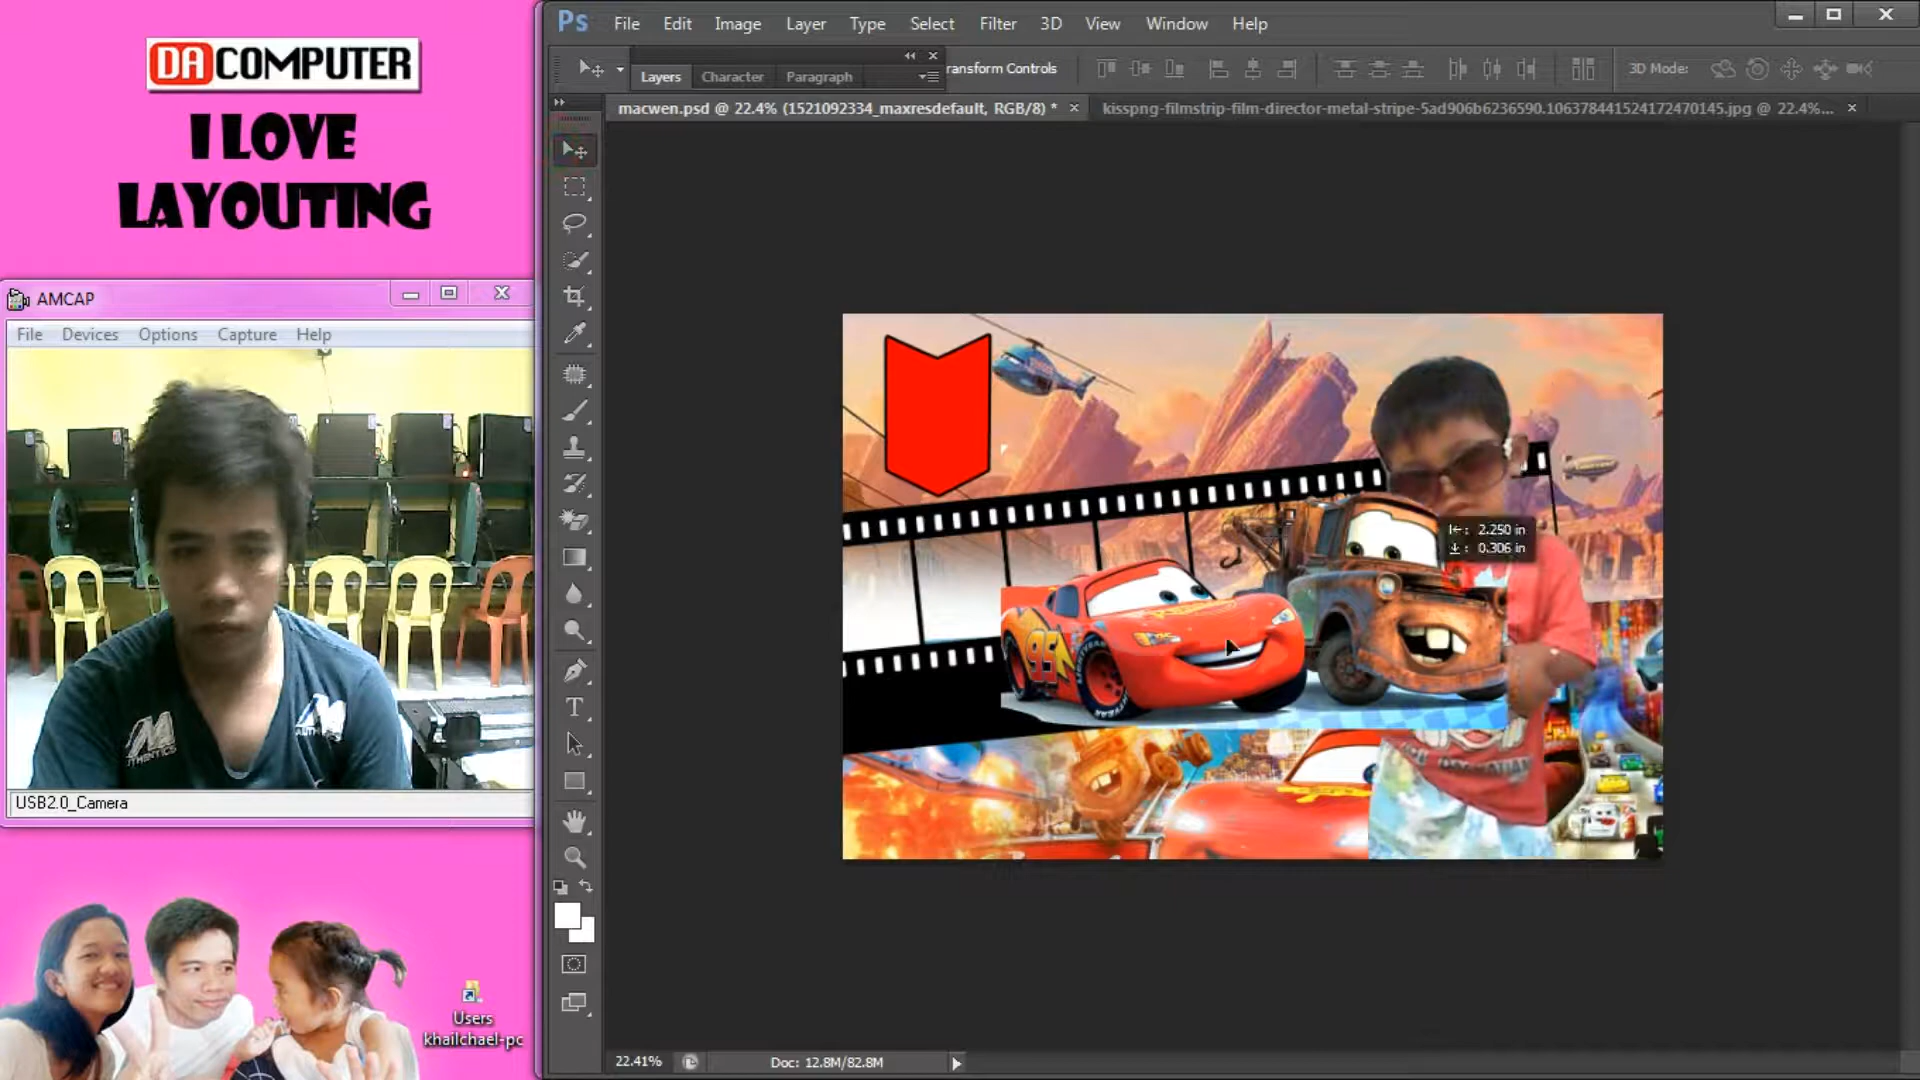 DA COMPUTER
I LOVE
LAYOUTING
AMCAP
File Devices Options Capture Help
USB2.0_Camera
Users
khailchael-pc
Ps File Edit Image Layer Type Select Filter 3D View Window Help
Layers Character Paragraph
ransform Controls
3D Mode:
macwen.psd @ 22.4% (1521092334_maxresdefault, RGB/8) *
kisspng-filmstrip-film-director-metal-stripe-5ad906b6236590.106378441524172470145.jpg @ 22.4%...
2.250 in
0.306 in
95
22.41%
Doc: 12.8M/82.8M